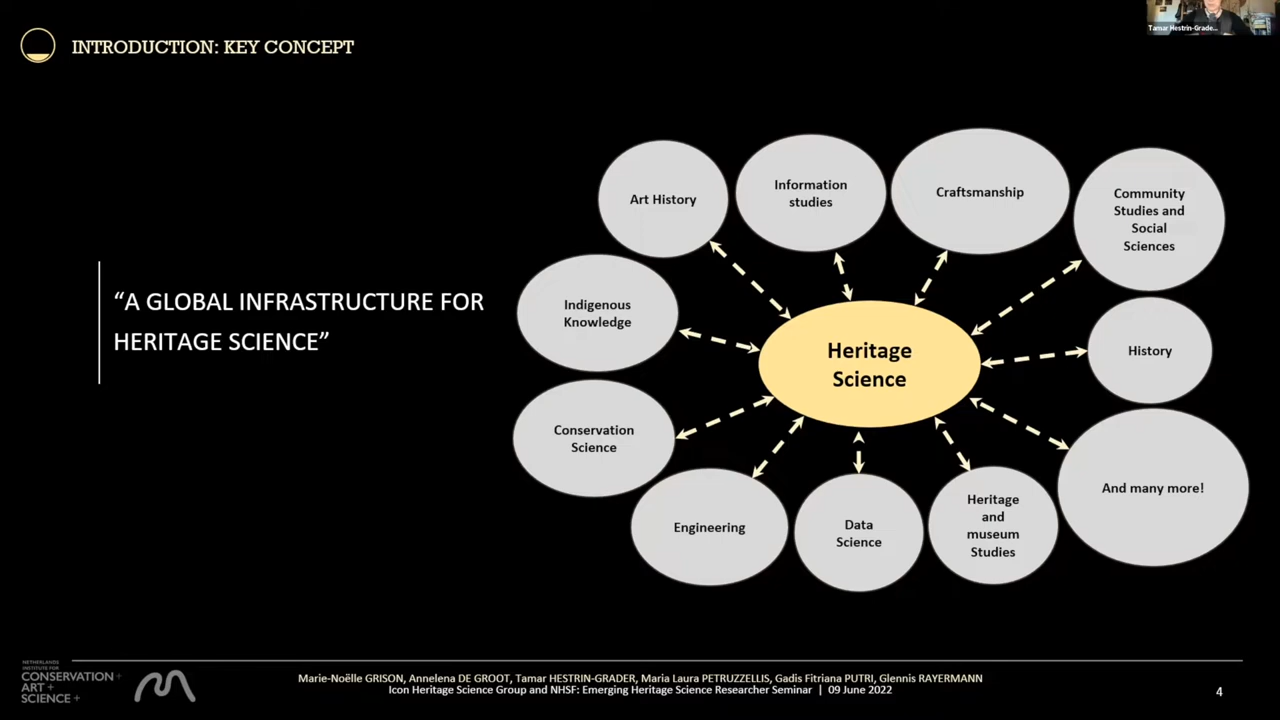 Tamar Hestrin-Grade...
INTRODUCTION: KEY CONCEPT
Art History
Information
studies
Craftsmanship
Community
Studies and
Social
Sciences
“A GLOBAL INFRASTRUCTURE FOR
HERITAGE SCIENCE”
Indigenous
Knowledge
Heritage
Science
History
Conservation
Science
Engineering
Data
Science
Heritage
and
museum
Studies
And many more!
NETHERLANDS
INSTITUTE FOR
CONSERVATION+
ART+
SCIENCE+
Marie-Noëlle GRISON, Annelena DE GROOT, Tamar HESTRIN-GRADER, Maria Laura PETRUZZELLIS, Gadis Fitriana PUTRI, Glennis RAYERMANN
Icon Heritage Science Group and NHSF: Emerging Heritage Science Researcher Seminar | 09 June 2022
4